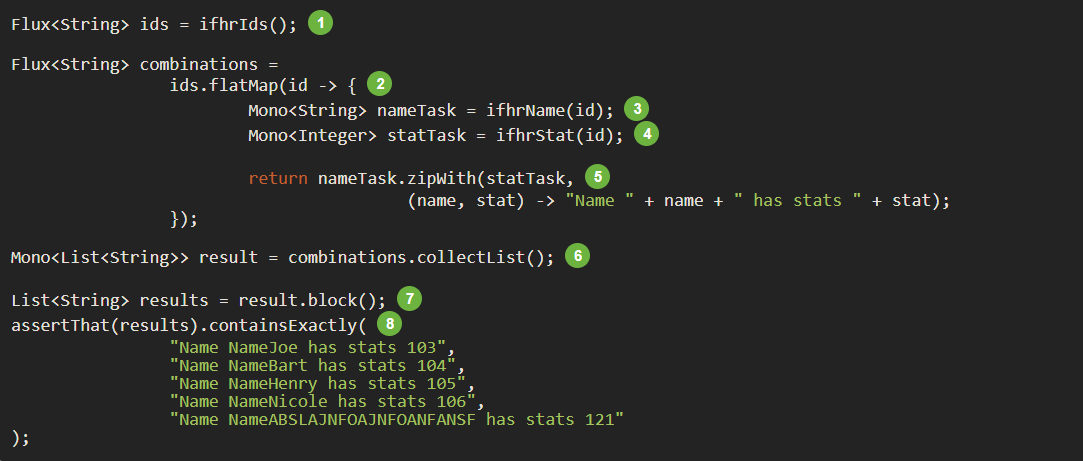 Flux<String> ids = ifhrIds(); 1
Flux<String> combinations =
ids.flatMap(id -> { 2
Mono<String> nameTask = ifhrName(id); 3
Mono<Integer> statTask = ifhrStat(id); 4
return nameTask.zipWith(statTask, 5
(name, stat) -> "Name " + name + " has stats " + stat);
});
Mono<List<String>> result = combinations.collectList(); 6
List<String> results = result.block(); 7
assertThat(results).containsExactly( 8
"Name NameJoe has stats 103",
"Name NameBart has stats 104",
"Name NameHenry has stats 105",
"Name NameNicole has stats 106",
"Name NameABSLAJNFOAJNFOANFANSF has stats 121"
);